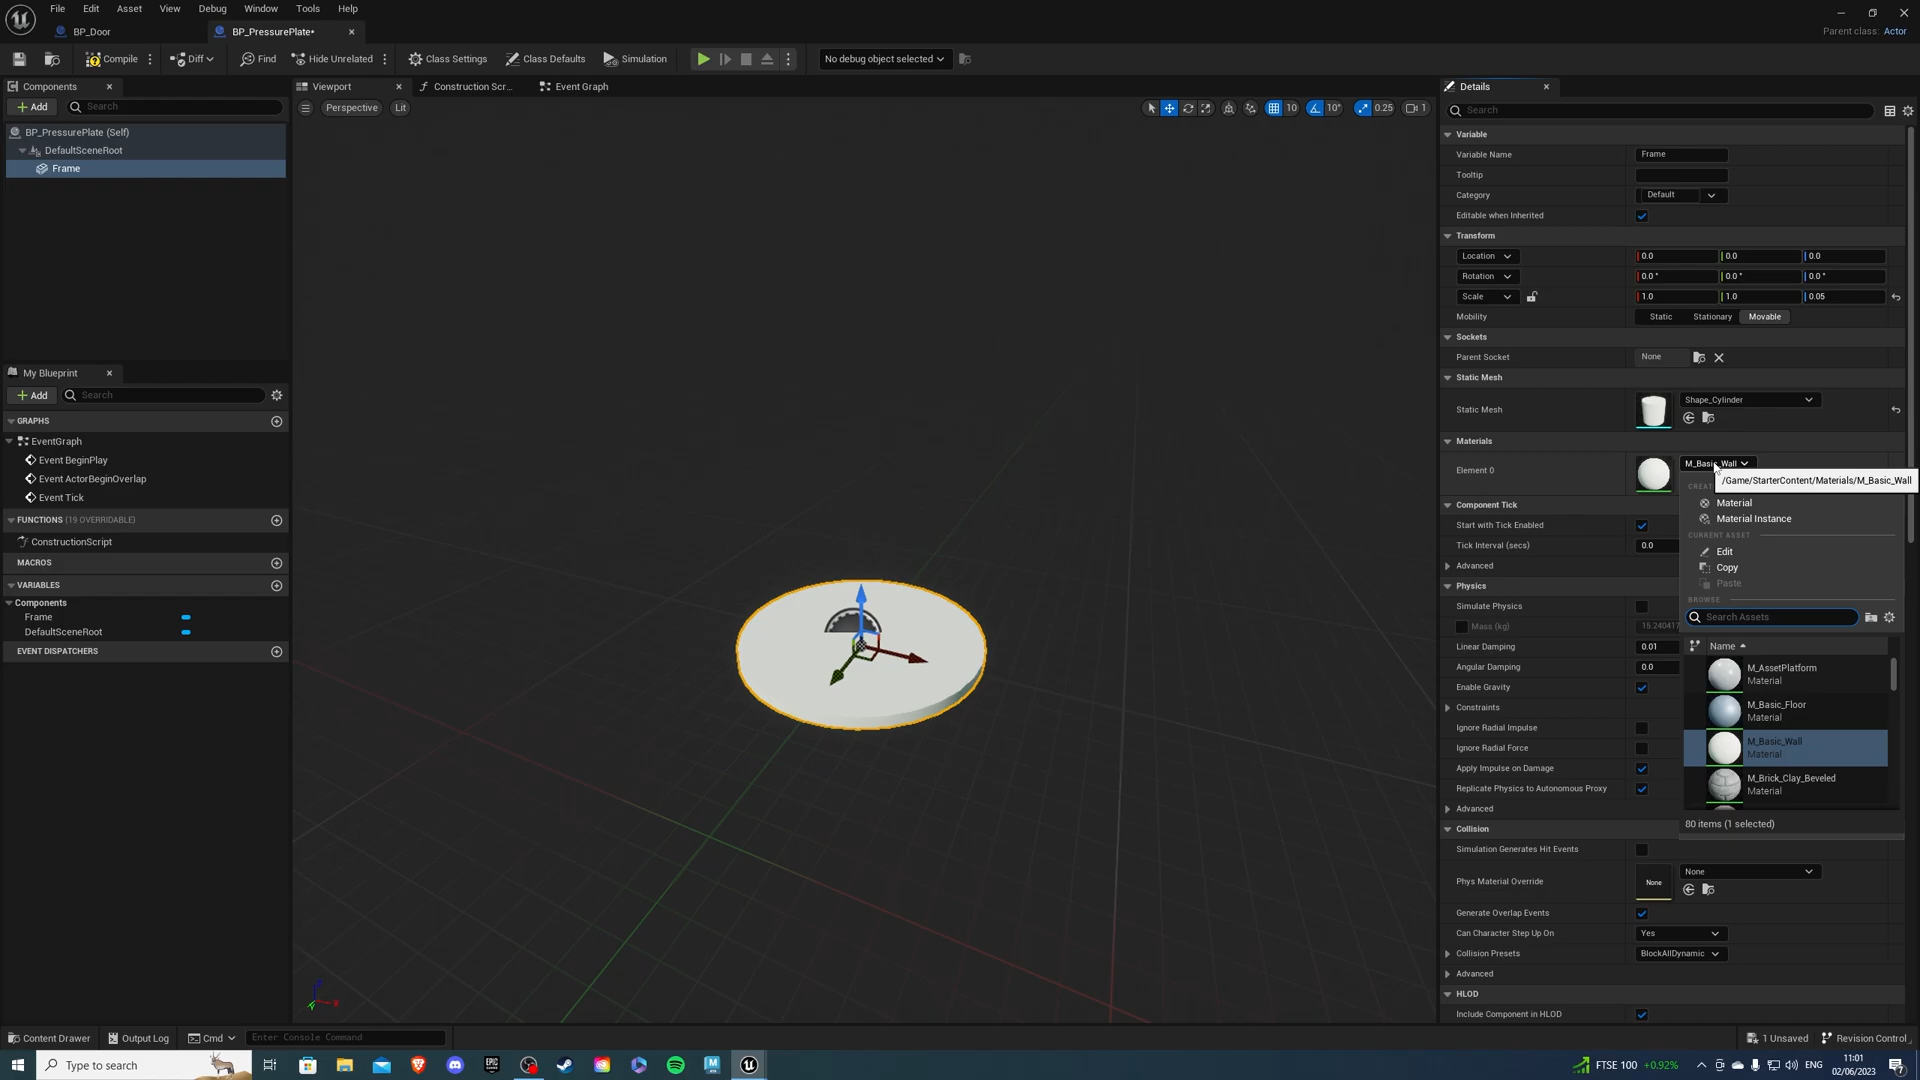 File Edit Asset View Debug Window Tools Help
BP_Door
BP_PressurePlate•
Parent class: Actor
Compile
Diff
Find
Hide Unrelated
Class Settings
Class Defaults
Simulation
No debug object selected
Components
Add
Search
BP_PressurePlate (Self)
DefaultSceneRoot
Frame
My Blueprint
Add
Search
GRAPHS
EventGraph
Event BeginPlay
Event ActorBeginOverlap
Event Tick
FUNCTIONS (19 OVERRIDABLE)
ConstructionScript
MACROS
VARIABLES
Components
Frame
DefaultSceneRoot
EVENT DISPATCHERS
Viewport
Construction Scr...
Event Graph
Perspective
Lit
10
10°
0.25
1
Details
Search
Variable
Variable Name Frame
Tooltip
Category Default
Editable when Inherited
Transform
Location 0.0 0.0 0.0
Rotation 0.0 ° 0.0 ° 0.0 °
Scale 1.0 1.0 0.05
Mobility Static Stationary Movable
Sockets
Parent Socket None
Static Mesh
Static Mesh Shape_Cylinder
Materials
Element 0 M_Basic_Wall
/Game/StarterContent/Materials/M_Basic_Wall
Material
Material Instance
CURRENT ASSET
Edit
Copy
Paste
BROWSE
Search Assets
Name
M_AssetPlatform
Material
M_Basic_Floor
Material
M_Basic_Wall
Material
M_Brick_Clay_Beveled
Material
80 items (1 selected)
Component Tick
Start with Tick Enabled
Tick Interval (secs) 0.0
Advanced
Physics
Simulate Physics
Mass (kg) 15.240417
Linear Damping 0.01
Angular Damping 0.0
Enable Gravity
Constraints
Ignore Radial Impulse
Ignore Radial Force
Apply Impulse on Damage
Replicate Physics to Autonomous Proxy
Advanced
Collision
Simulation Generates Hit Events
Phys Material Override None None
Generate Overlap Events
Can Character Step Up On Yes
Collision Presets BlockAllDynamic
Advanced
HLOD
Include Component in HLOD
Content Drawer
Output Log
Cmd
Enter Console Command
1 Unsaved
Revision Control
Type to search
FTSE 100 +0.92%
ENG
11:01
02/06/2023